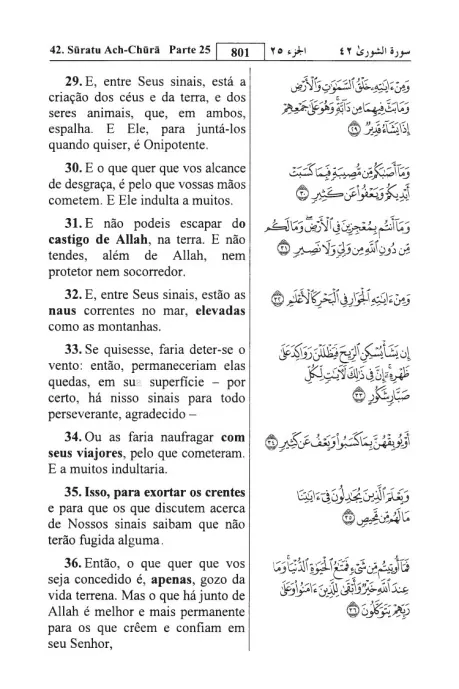 42. Sūratu Ach-Chūrā Parte 25 801 الجزء ٢٥ سورة الشورى ٤٢
29. E, entre Seus sinais, está a
criação dos céus e da terra, e dos
seres animais, que, em ambos,
espalha. E Ele, para juntá-los
quando quiser, é Onipotente.
30. E o que quer que vos alcance
de desgraça, é pelo que vossas mãos
cometem. E Ele indulta a muitos.
31. E não podeis escapar do
castigo de Allah, na terra. E não
tendes, além de Allah, nem
protetor nem socorredor.
32. E, entre Seus sinais, estão as
naus correntes no mar, elevadas
como as montanhas.
33. Se quisesse, faria deter-se o
vento: então, permaneceriam elas
quedas, em su superfície – por
certo, há nisso sinais para todo
perseverante, agradecido –
34. Ou as faria naufragar com
seus viajores, pelo que cometeram.
E a muitos indultaria.
35. Isso, para exortar os crentes
e para que os que discutem acerca
de Nossos sinais saibam que não
terão fugida alguma.
36. Então, o que quer que vos
seja concedido é, apenas, gozo da
vida terrena. Mas o que há junto de
Allah é melhor e mais permanente
para os que crêem e confiam em
seu Senhor,
وَمِنْ ءَايَٰتِهِۦ خَلْقُ ٱلسَّمَٰوَٰتِ وَٱلْأَرْضِ
وَمَا بَثَّ فِيهِمَا مِن دَآبَّةٍ وَهُوَ عَلَىٰ جَمْعِهِمْ
إِذَا يَشَآءُ قَدِيرٌ ٢٩
وَمَآ أَصَٰبَكُم مِّن مُّصِيبَةٍ فَبِمَا كَسَبَتْ
أَيْدِيكُمْ وَيَعْفُوا۟ عَن كَثِيرٍ ٣٠
وَمَآ أَنتُم بِمُعْجِزِينَ فِى ٱلْأَرْضِ وَمَا لَكُم
مِّن دُونِ ٱللَّهِ مِن وَلِىٍّ وَلَا نَصِيرٍ ٣١
وَمِنْ ءَايَٰتِهِ ٱلْجَوَارِ فِى ٱلْبَحْرِ كَٱلْأَعْلَٰمِ ٣٢
إِن يَشَأْ يُسْكِنِ ٱلرِّيحَ فَيَظْلَلْنَ رَوَاكِدَ عَلَىٰ
ظَهْرِهِۦٓ إِنَّ فِى ذَٰلِكَ لَءَايَٰتٍ لِّكُلِّ
صَبَّارٍ شَكُورٍ ٣٣
أَوْ يُوبِقْهُنَّ بِمَا كَسَبُوا۟ وَيَعْفُ عَن كَثِيرٍ ٣٤
وَيَعْلَمَ ٱلَّذِينَ يُجَٰدِلُونَ فِىٓ ءَايَٰتِنَا
مَا لَهُم مِّن مَّحِيصٍ ٣٥
فَمَآ أُوتِيتُم مِّن شَىْءٍ فَمَتَٰعُ ٱلْحَيَوٰةِ ٱلدُّنْيَا وَمَا
عِندَ ٱللَّهِ خَيْرٌ وَأَبْقَىٰ لِلَّذِينَ ءَامَنُوا۟ وَعَلَىٰ
رَبِّهِمْ يَتَوَكَّلُونَ ٣٦